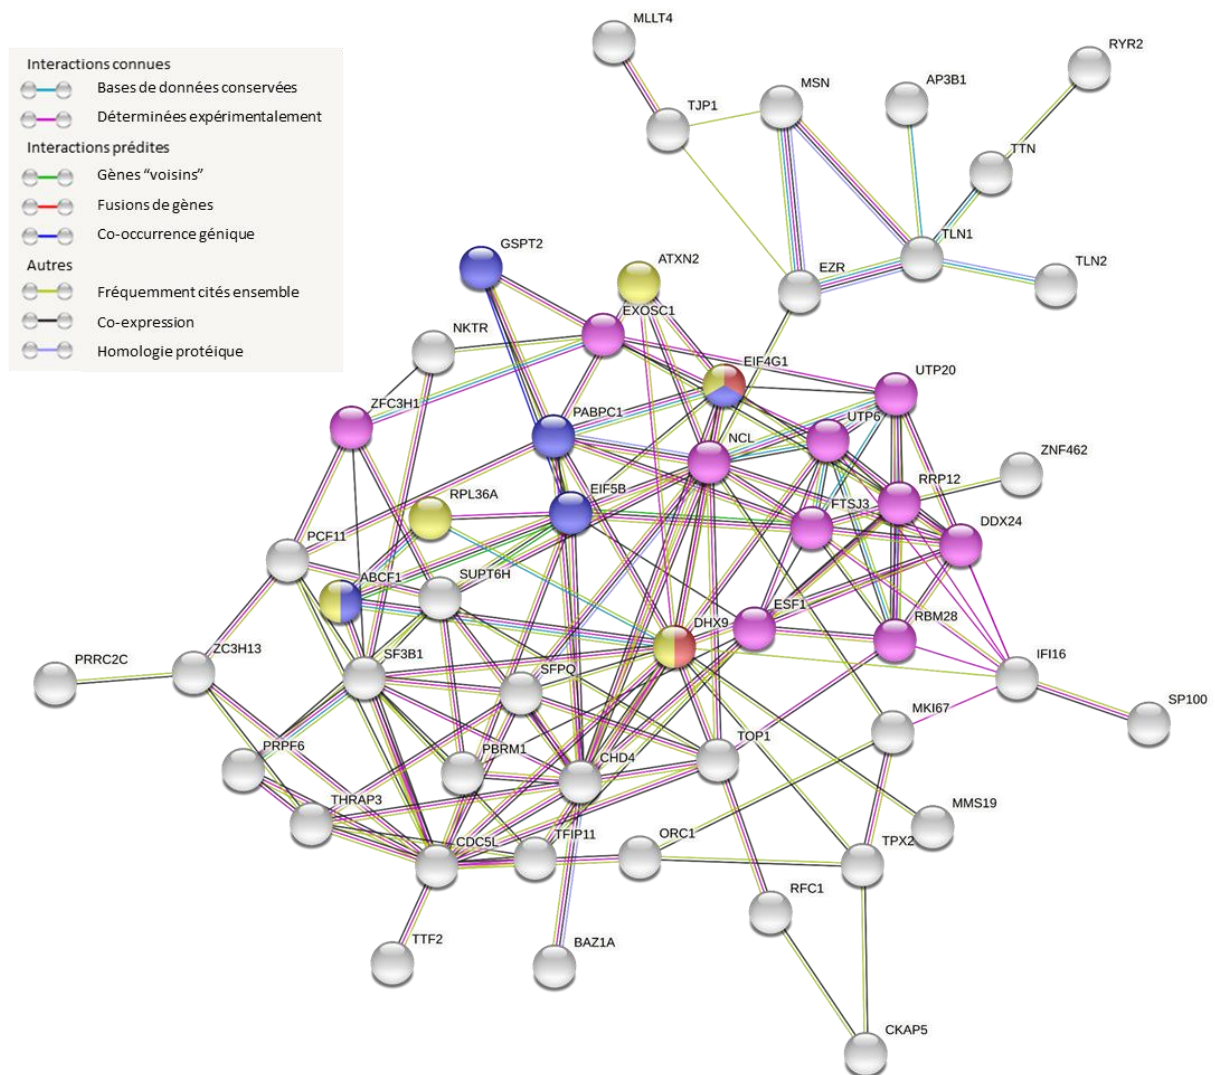 Interactions connues
Bases de données conservées
Déterminées expérimentalement
Interactions prédites
Gènes “voisins”
Fusions de gènes
Co-occurrence génique
Autres
Fréquemment cités ensemble
Co-expression
Homologie protéique
MLLT4
RYR2
AP3B1
MSN
TJP1
TTN
TLN1
GSPT2
ATXN2
EZR
TLN2
EXOSC1
NKTR
EIF4G1
UTP20
ZFC3H1
PABPC1
UTP6
NCL
ZNF462
RPL36A
EIF5B
RRP12
FTSJ3
DDX24
PCF11
ABCF1
SUPT6H
ESF1
RBM28
DHX9
ZC3H13
SF3B1
SFPQ
IFI16
PRRC2C
SP100
MKI67
PRPF6
PBRM1
CHD4
TOP1
THRAP3
MMS19
CDC5L
TFIP11
ORC1
TPX2
RFC1
TTF2
BAZ1A
CKAP5